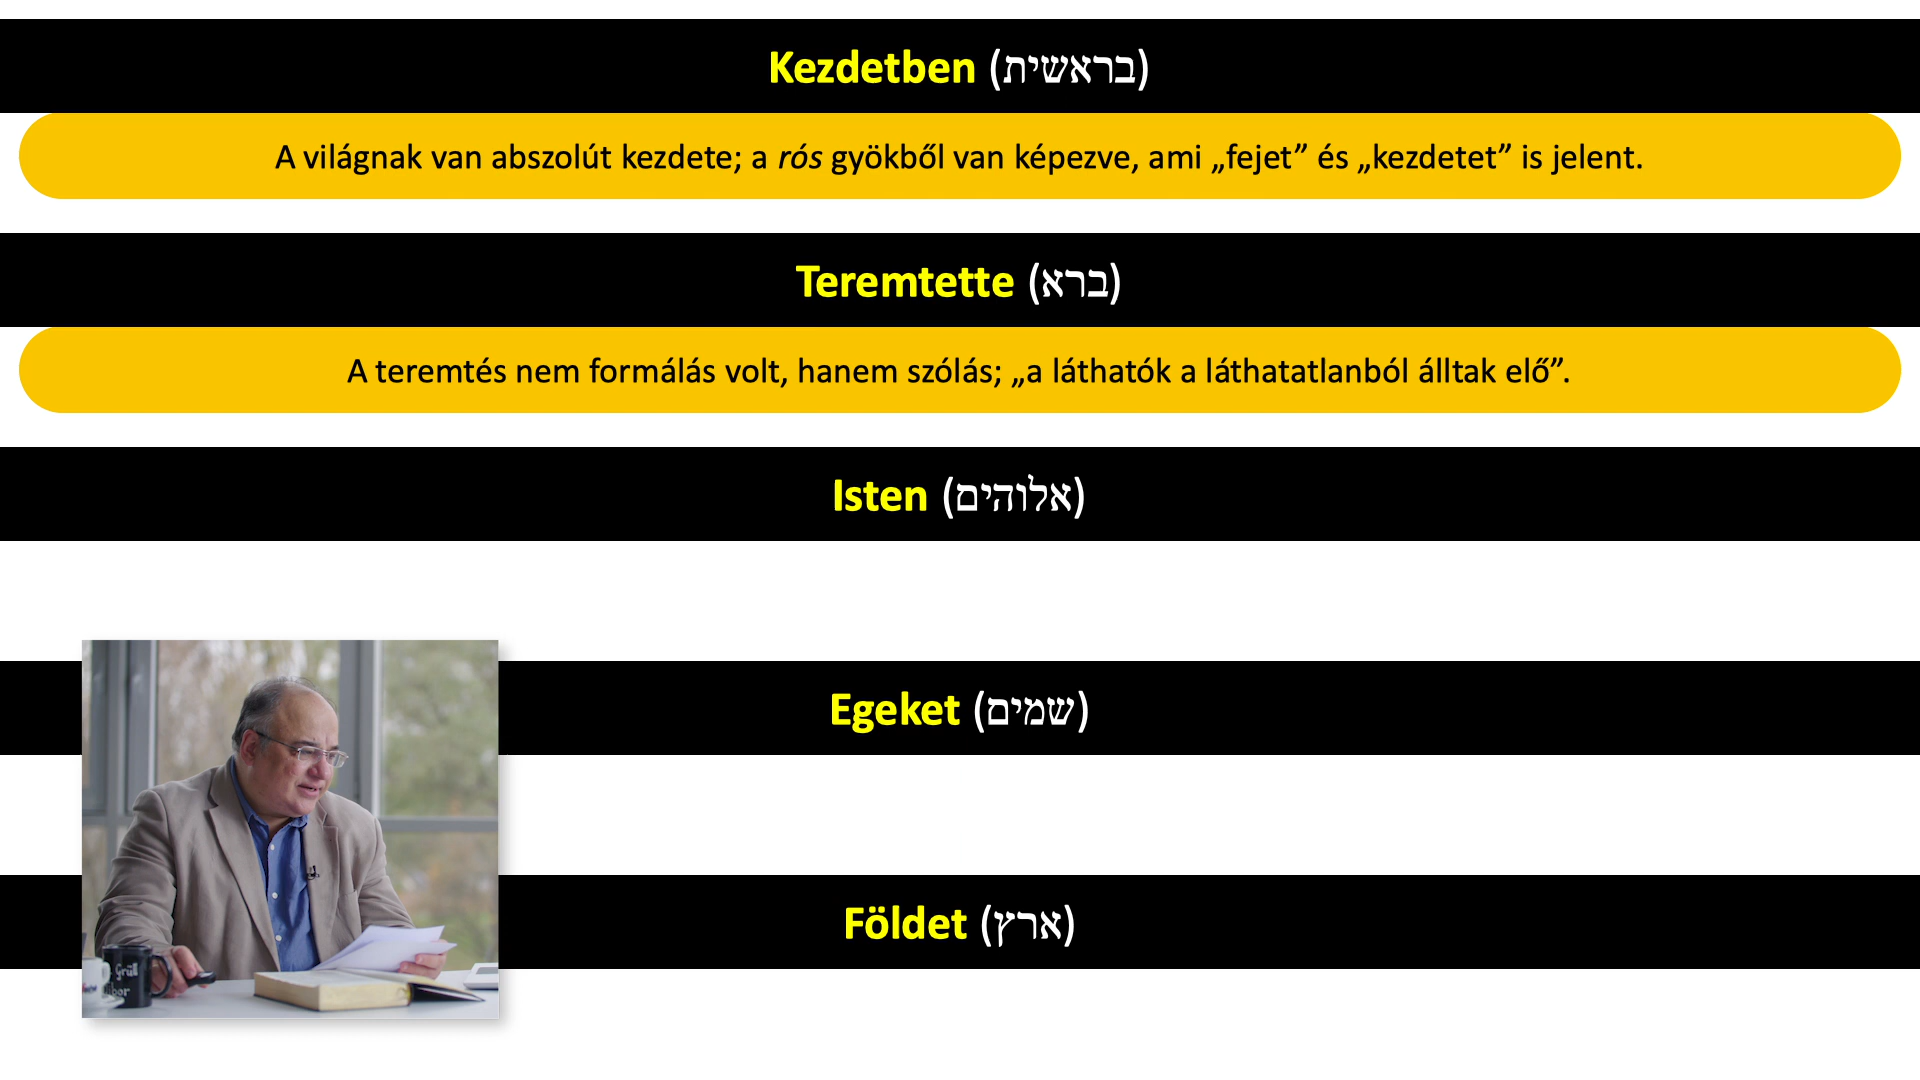 Kezdetben (בראשית)
A világnak van abszolút kezdete; a rós gyökből van képezve, ami „fejet” és „kezdetet” is jelent.
Teremtette (ברא)
A teremtés nem formálás volt, hanem szólás; „a láthatók a láthatatlanból álltak elő”.
Isten (אלוהים)
Egeket (שמים)
Földet (ארץ)
Grüll